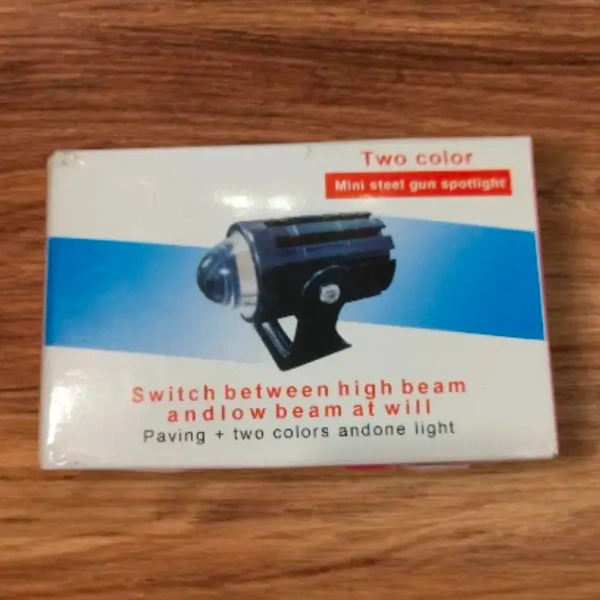 Two color
Mini steel gun spotlight
Switch between high beam
andlow beam at will
Paving + two colors andone light